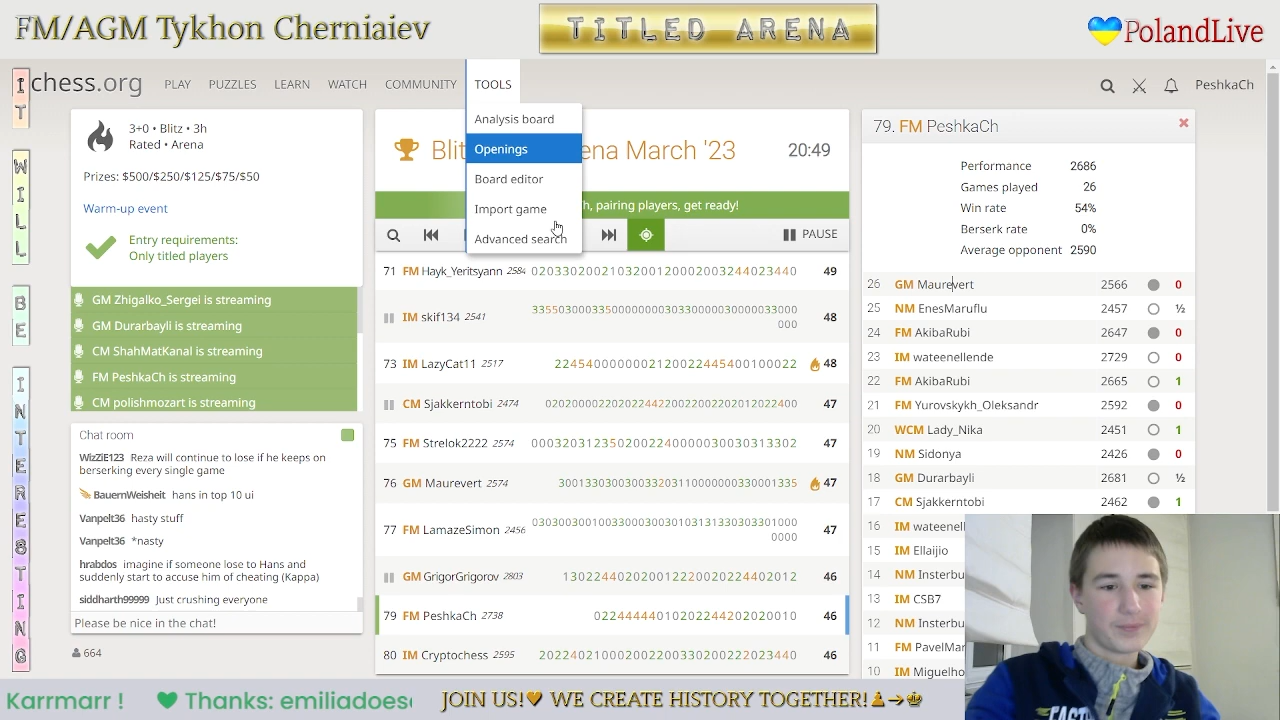 FM/AGM Tykhon Cherniaiev
TITLED ARENA
PolandLive
IT
WILL
BE
INTERESTING
chess.org
PLAY
PUZZLES
LEARN
WATCH
COMMUNITY
TOOLS
PeshkaCh
Analysis board
Openings
Board editor
Import game
Advanced search
3+0 • Blitz • 3h
Rated • Arena
Prizes: $500/$250/$125/$75/$50
Warm-up event
Entry requirements:
Only titled players
GM Zhigalko_Sergei is streaming
GM Durarbayli is streaming
CM ShahMatKanal is streaming
FM PeshkaCh is streaming
CM polishmozart is streaming
Chat room
WizZiE123 Reza will continue to lose if he keeps on
berserking every single game
BauernWeisheit hans in top 10 ui
Vanpelt36 hasty stuff
Vanpelt36 *nasty
hrabdos imagine if someone lose to Hans and
suddenly start to accuse him of cheating (Kappa)
siddharth99999 Just crushing everyone
Please be nice in the chat!
664
March '23
20:49
pairing players, get ready!
PAUSE
71 FM Hayk_Yeritsyann 2584 49
IM skif134 2541 48
73 IM LazyCat11 2517 48
CM Sjakkerntobi 2474 47
75 FM Strelok2222 2574 47
76 GM Maurevert 2574 47
77 FM LamazeSimon 2456 47
GM GrigorGrigorov 2803 46
79 FM PeshkaCh 2738 46
80 IM Cryptochess 2595 46
79. FM PeshkaCh
Performance 2686
Games played 26
Win rate 54%
Berserk rate 0%
Average opponent 2590
26 GM Maurevert 2566 0
25 NM EnesMaruflu 2457 ½
24 FM AkibaRubi 2647 0
23 IM wateenellende 2729 0
22 FM AkibaRubi 2665 1
21 FM Yurovskykh_Oleksandr 2592 0
20 WCM Lady_Nika 2451 1
19 NM Sidonya 2426 0
18 GM Durarbayli 2681 ½
17 CM Sjakkerntobi 2462 1
16 IM wateenel
15 IM Ellaijio
14 NM Insterbu
13 IM CSB7
12 NM Insterbu
11 FM PavelMar
10 IM Miguelho
Karrmarr !
Thanks: emiliadoes
JOIN US! WE CREATE HISTORY TOGETHER!